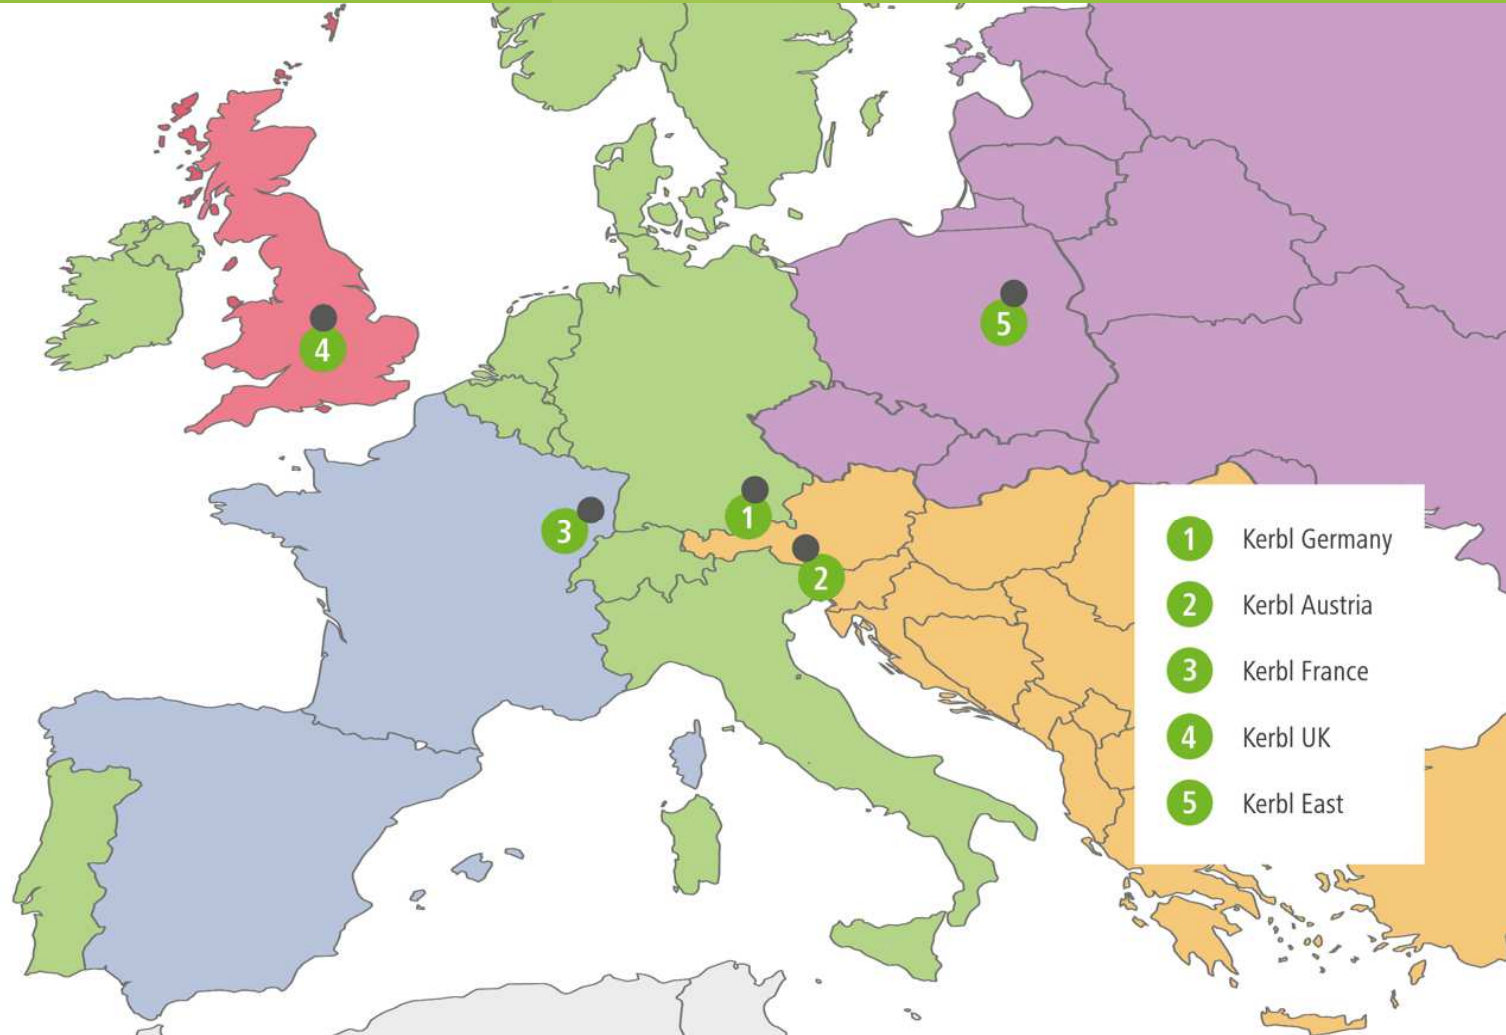 4
5
3
1
2
1 Kerbl Germany
2 Kerbl Austria
3 Kerbl France
4 Kerbl UK
5 Kerbl East